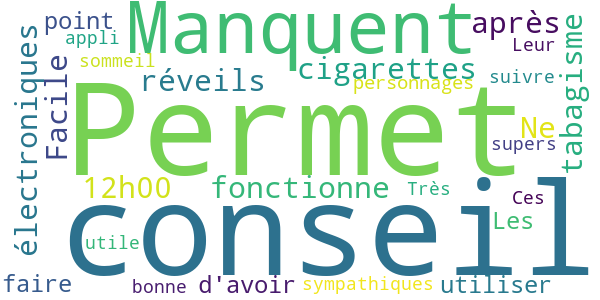 Manquent
point
après
appli
Leur
sommeil
cigarettes
réveils
personnages
suivre
électroniques
Facile
tabagisme
Permet
Ne
supers
12h00
fonctionne
Très
Ces
conseil
Les
utile
faire
bonne
d'avoir
sympathiques
utiliser